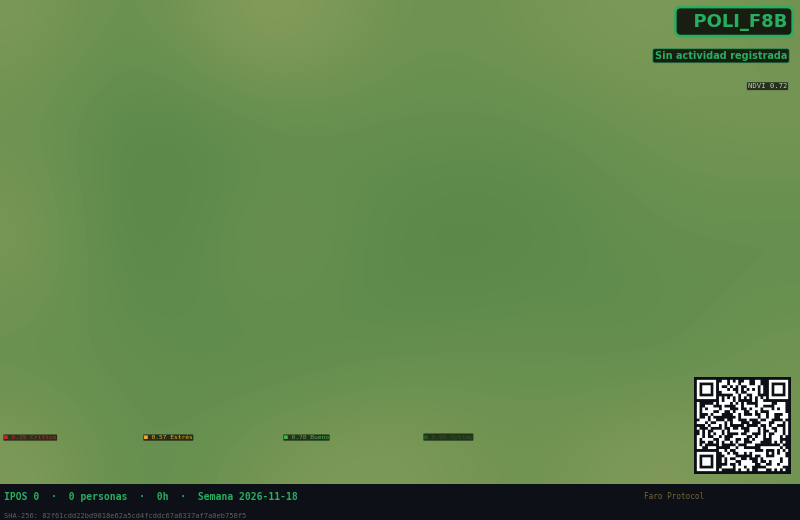 POLI_F8B
Sin actividad registrada
NDVI 0.72
Crítico
0.57 Estrés
0.70 Bueno
IPOS 0 · 0 personas · 0h · Semana 2026-11-18
Faro Protocol
SHA-256: